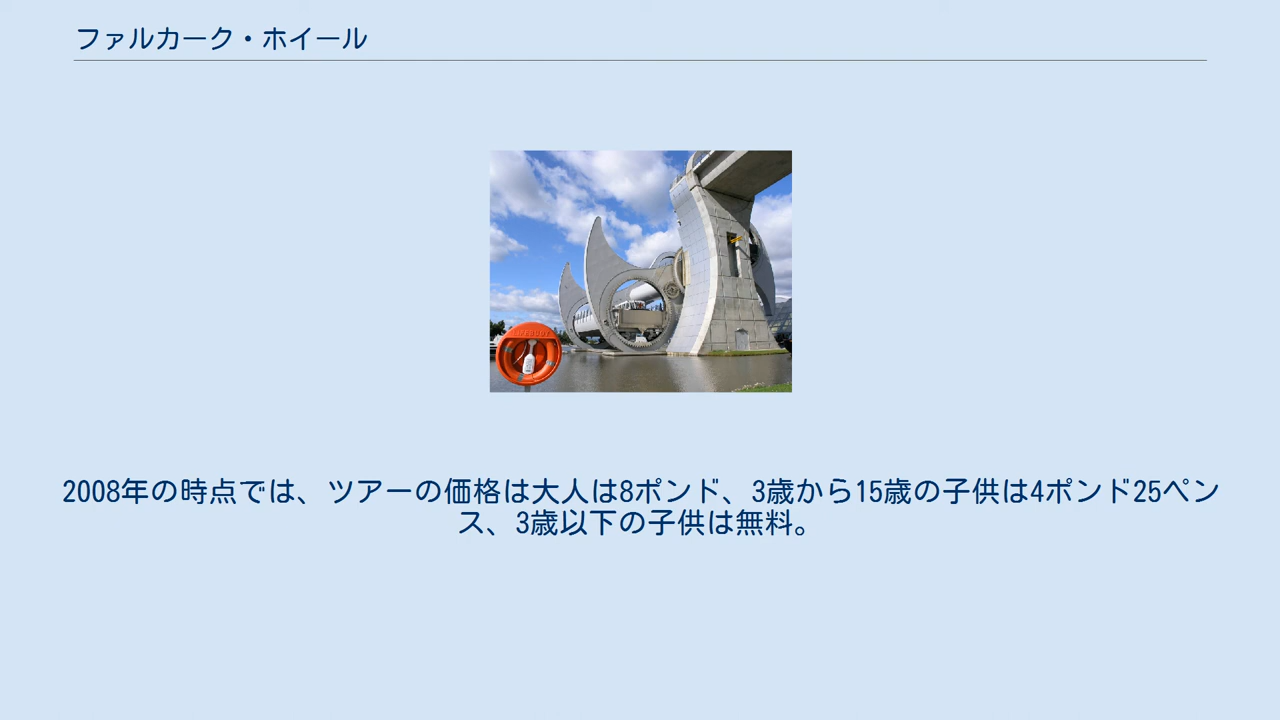 ファルカーク・ホイール
2008年の時点では、ツアーの価格は大人は8ポンド、3歳から15歳の子供は4ポンド25ペン
ス、3歳以下の子供は無料。